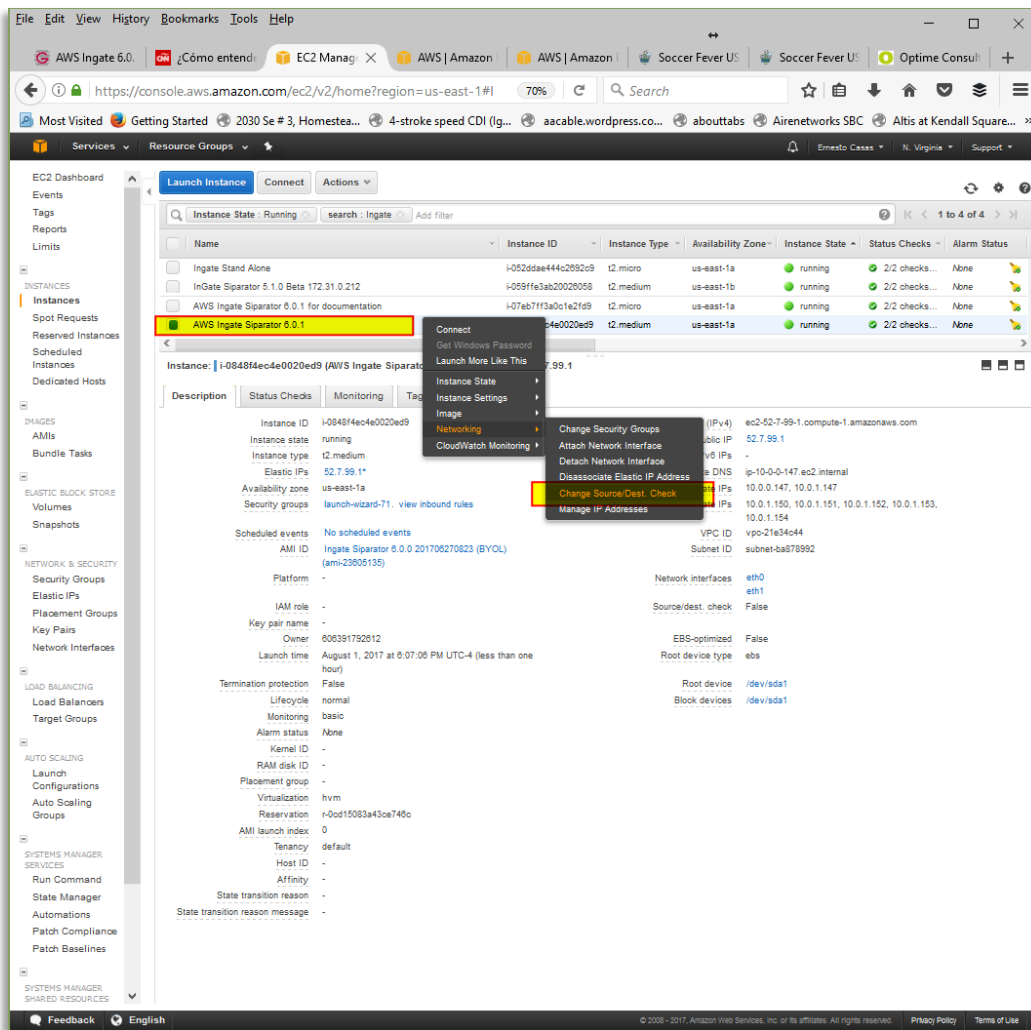 File Edit View History Bookmarks Tools Help
AWS Ingate 6.0.
CNN ¿Cómo entende
EC2 Manag
AWS | Amazon
AWS | Amazon
Soccer Fever US
Soccer Fever US
Optime Consult
https://console.aws.amazon.com/ec2/v2/home?region=us-east-1#I 70% Search
Most Visited Getting Started 2030 Se # 3, Homestea... 4-stroke speed CDI (Ig... aacable.wordpress.co... abouttabs Airenetworks SBC Altis at Kendall Square...
Services Resource Groups Ernesto Casas N. Virginia Support
EC2 Dashboard
Events
Tags
Reports
Limits
INSTANCES
Instances
Spot Requests
Reserved Instances
Scheduled
Instances
Dedicated Hosts
IMAGES
AMIs
Bundle Tasks
ELASTIC BLOCK STORE
Volumes
Snapshots
NETWORK & SECURITY
Security Groups
Elastic IPs
Placement Groups
Key Pairs
Network Interfaces
LOAD BALANCING
Load Balancers
Target Groups
AUTO SCALING
Launch
Configurations
Auto Scaling
Groups
SYSTEMS MANAGER
SERVICES
Run Command
State Manager
Automations
Patch Compliance
Patch Baselines
SYSTEMS MANAGER
SHARED RESOURCES
Launch Instance Connect Actions
Instance State : Running search : Ingate Add filter 1 to 4 of 4
Name Instance ID Instance Type Availability Zone Instance State Status Checks Alarm Status
Ingate Stand Alone i-052ddae444c2692c9 t2.micro us-east-1a running 2/2 checks... None
InGate Siparator 5.1.0 Beta 172.31.0.212 i-059ffe3ab20026058 t2.medium us-east-1b running 2/2 checks... None
AWS Ingate Siparator 6.0.1 for documentation i-07eb7ff3a0c1e2fd9 t2.micro us-east-1a running 2/2 checks... None
AWS Ingate Siparator 6.0.1 c4e0020ed9 t2.medium us-east-1a running 2/2 checks... None
Instance: i-0848f4ec4e0020ed9 (AWS Ingate Siparato 7.99.1
Description Status Checks Monitoring Tag
Connect
Get Windows Password
Launch More Like This
Instance State
Instance Settings
Image
Networking
CloudWatch Monitoring
Change Security Groups
Attach Network Interface
Detach Network Interface
Disassociate Elastic IP Address
Change Source/Dest. Check
Manage IP Addresses
Instance ID i-0848f4ec4e0020ed9
Instance state running
Instance type t2.medium
Elastic IPs 52.7.99.1*
Availability zone us-east-1a
Security groups launch-wizard-71. view inbound rules
Scheduled events No scheduled events
AMI ID Ingate Siparator 6.0.0 201706270823 (BYOL)
(ami-23605135)
Platform -
IAM role -
Key pair name -
Owner 606391792612
Launch time August 1, 2017 at 6:07:06 PM UTC-4 (less than one
hour)
Termination protection False
Lifecycle normal
Monitoring basic
Alarm status None
Kernel ID -
RAM disk ID -
Placement group -
Virtualization hvm
Reservation r-0cd15083a43ce746c
AMI launch index 0
Tenancy default
Host ID -
Affinity -
State transition reason -
State transition reason message -
(IPv4) ec2-52-7-99-1.compute-1.amazonaws.com
ublic IP 52.7.99.1
v6 IPs -
e DNS ip-10-0-0-147.ec2.internal
ate IPs 10.0.0.147, 10.0.1.147
ate IPs 10.0.1.150, 10.0.1.151, 10.0.1.152, 10.0.1.153,
10.0.1.154
VPC ID vpc-21e34c44
Subnet ID subnet-ba878992
Network interfaces eth0
eth1
Source/dest. check False
EBS-optimized False
Root device type ebs
Root device /dev/sda1
Block devices /dev/sda1
Feedback English © 2008 - 2017, Amazon Web Services, Inc. or its affiliates. All rights reserved. Privacy Policy Terms of Use